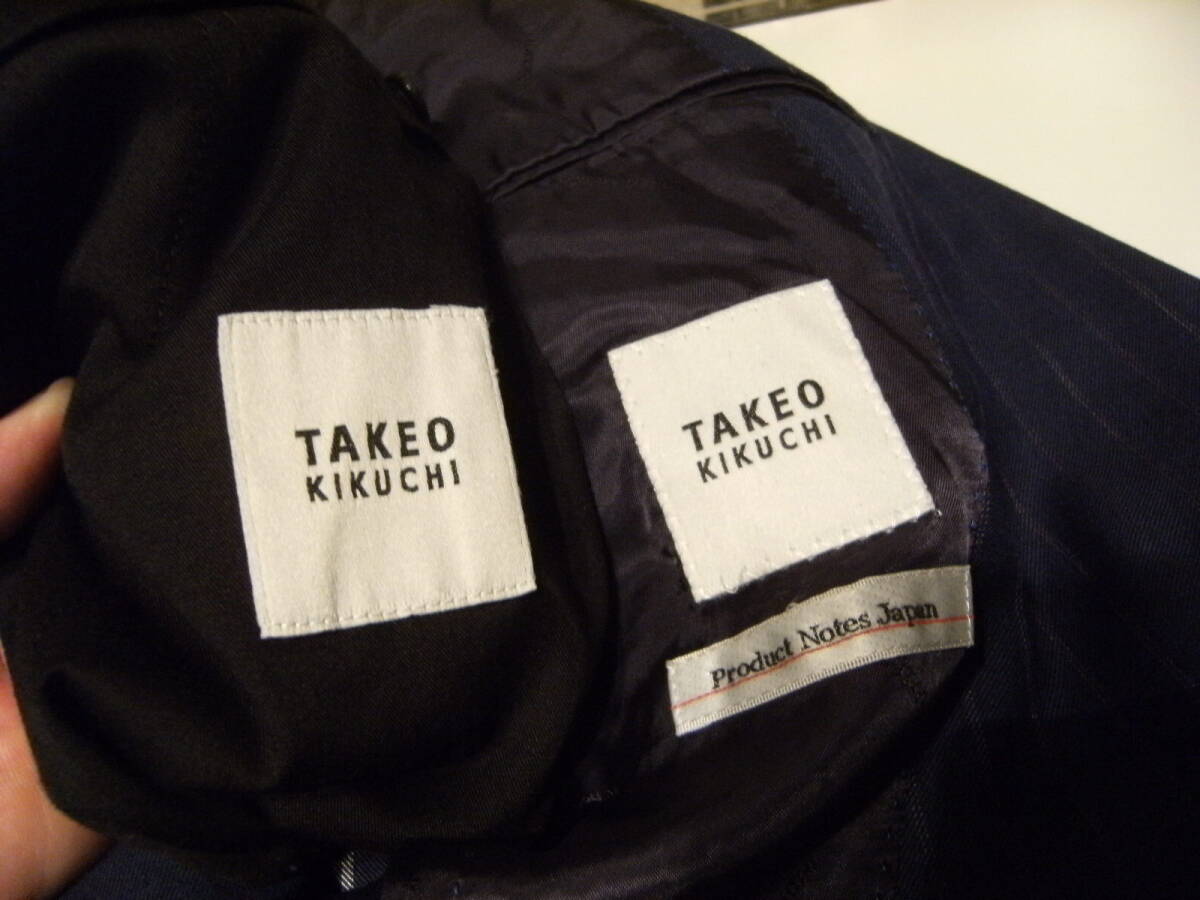 TAKEO
KIKUCHI
TAKEO
KIKUCHI
Product Notes Japan